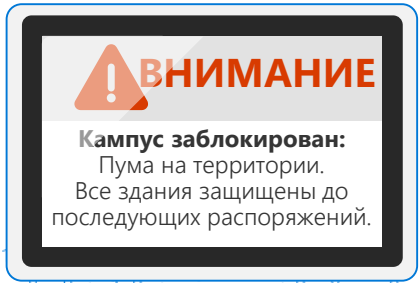 ВНИМАНИЕ
Кампус заблокирован:
Пума на территории.
Все здания защищены до
последующих распоряжений.